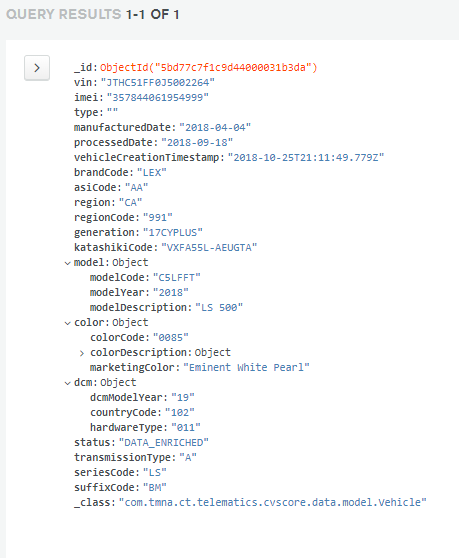 QUERY RESULTS 1-1 OF 1
_id:ObjectId("5bd77c7f1c9d44000031b3da")
vin:"JTHC51FF0J5002264"
imei:"357844061954999"
type:""
manufacturedDate:"2018-04-04"
processedDate:"2018-09-18"
vehicleCreationTimestamp:"2018-10-25T21:11:49.779Z"
brandCode:"LEX"
asiCode:"AA"
region:"CA"
regionCode:"991"
generation:"17CYPLUS"
katashikiCode:"VXFA55L-AEUGTA"
model:Object
modelCode:"C5LFFT"
modelYear:"2018"
modelDescription:"LS 500"
color:Object
colorCode:"0085"
colorDescription:Object
marketingColor:"Eminent White Pearl"
dcm:Object
dcmModelYear:"19"
countryCode:"102"
hardwareType:"011"
status:"DATA_ENRICHED"
transmissionType:"A"
seriesCode:"LS"
suffixCode:"BM"
_class:"com.tmna.ct.telematics.cvscore.data.model.Vehicle"